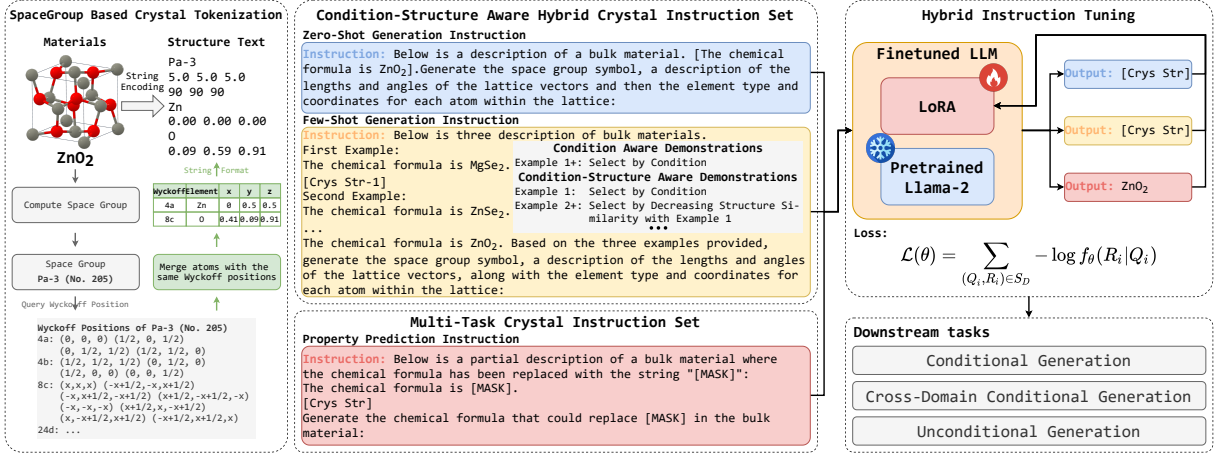 SpaceGroup Based Crystal Tokenization
Materials
Structure Text
String
Encoding
Pa-3
5.0 5.0 5.0
90 90 90
Zn
0.00 0.00 0.00
O
0.09 0.59 0.91
ZnO₂
String Format
Wyckoff Element x y z
4a Zn 0 0.5 0.5
8c O 0.41 0.09 0.91
Compute Space Group
Space Group
Pa-3 (No. 205)
Merge atoms with the
same Wyckoff positions
Query Wyckoff Position
Wyckoff Positions of Pa-3 (No. 205)
4a: (0, 0, 0) (1/2, 0, 1/2)
(0, 1/2, 1/2) (1/2, 1/2, 0)
4b: (1/2, 1/2, 1/2) (0, 1/2, 0)
(1/2, 0, 0) (0, 0, 1/2)
8c: (x,x,x) (-x+1/2,-x,x+1/2)
(-x,x+1/2,-x+1/2) (x+1/2,-x+1/2,-x)
(-x,-x,-x) (x+1/2,x,-x+1/2)
(x,-x+1/2,x+1/2) (-x+1/2,x+1/2,x)
24d: ...
Condition-Structure Aware Hybrid Crystal Instruction Set
Zero-Shot Generation Instruction
Instruction: Below is a description of a bulk material. [The chemical
formula is ZnO₂].Generate the space group symbol, a description of the
lengths and angles of the lattice vectors and then the element type and
coordinates for each atom within the lattice:
Few-Shot Generation Instruction
Instruction: Below is three description of bulk materials.
First Example:
The chemical formula is MgSe₂.
[Crys Str-1]
Second Example:
The chemical formula is ZnSe₂.
...
Condition Aware Demonstrations
Example 1+: Select by Condition
Condition-Structure Aware Demonstrations
Example 1: Select by Condition
Example 2+: Select by Decreasing Structure Si-
milarity with Example 1
•••
The chemical formula is ZnO₂. Based on the three examples provided,
generate the space group symbol, a description of the lengths and angles
of the lattice vectors, along with the element type and coordinates for
each atom within the lattice:
Multi-Task Crystal Instruction Set
Property Prediction Instruction
Instruction: Below is a partial description of a bulk material where
the chemical formula has been replaced with the string "[MASK]":
The chemical formula is [MASK].
[Crys Str]
Generate the chemical formula that could replace [MASK] in the bulk
material:
Hybrid Instruction Tuning
Finetuned LLM
LoRA
Pretrained
Llama-2
Output: [Crys Str]
Output: [Crys Str]
Output: ZnO₂
Loss:
L(θ) = ∑ − log f_θ(R_i|Q_i)
(Q_i,R_i)∈S_D
Downstream tasks
Conditional Generation
Cross-Domain Conditional Generation
Unconditional Generation